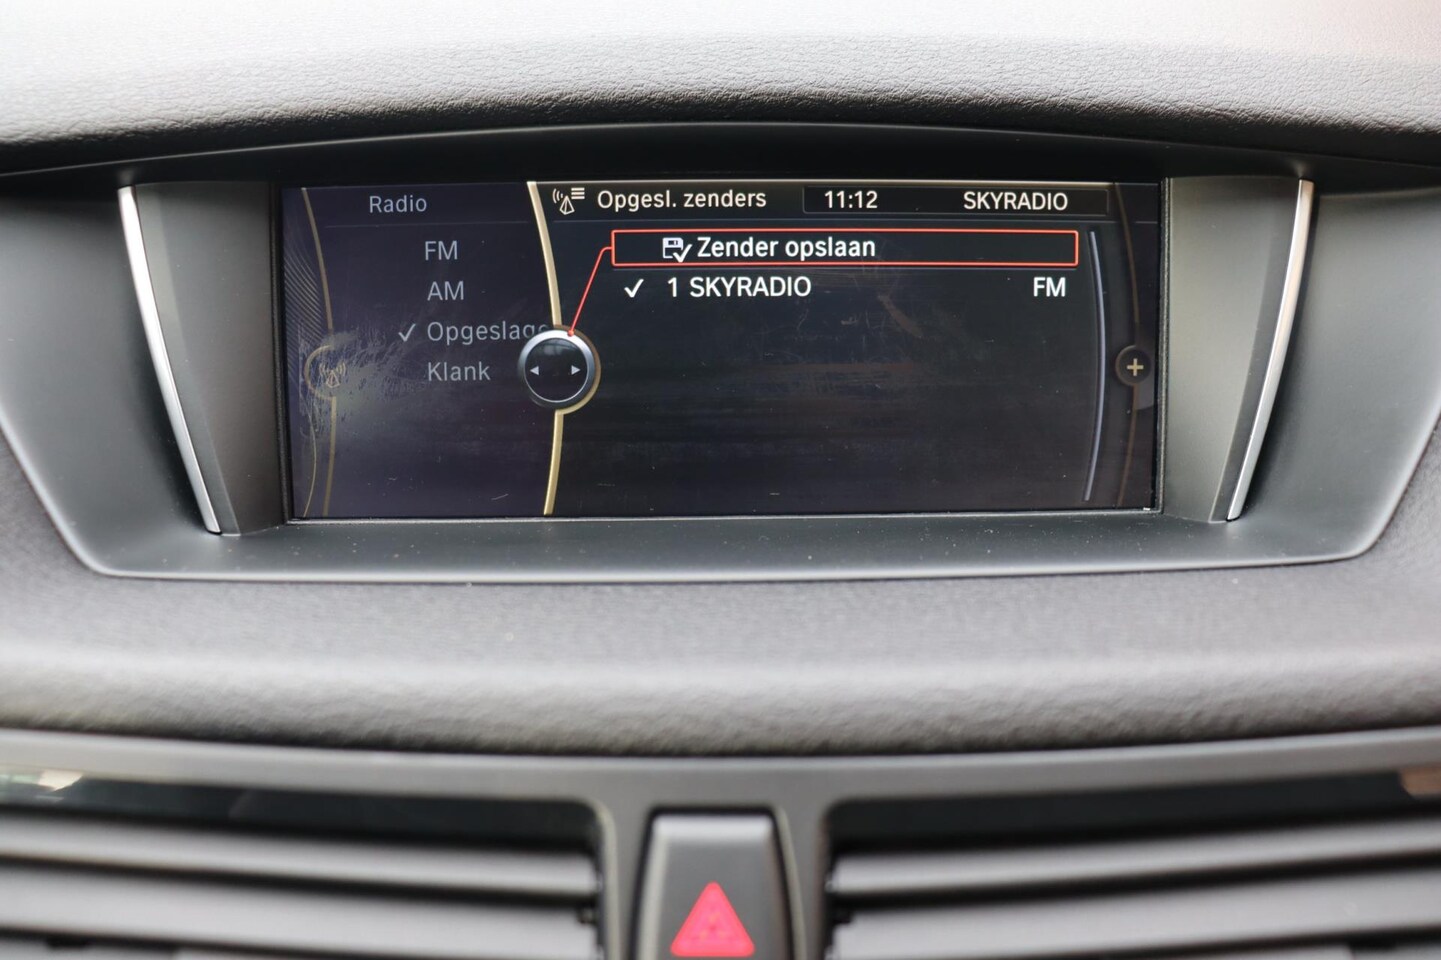 Radio
FM
AM
Opgeslage
Klank
Opgesl. zenders 11:12 SKYRADIO
Zender opslaan
1 SKYRADIO FM